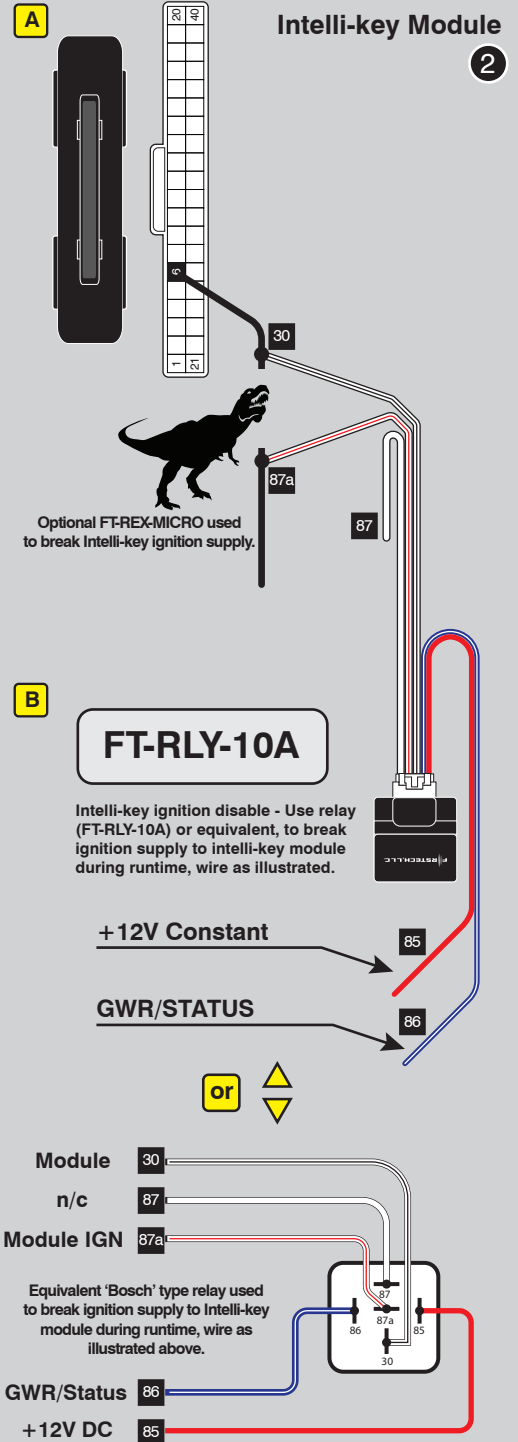 A
Intelli-key Module
2
20
40
6
1
21
30
87a
Optional FT-REX-MICRO used
to break Intelli-key ignition supply.
87
B
FT-RLY-10A
Intelli-key ignition disable - Use relay
(FT-RLY-10A) or equivalent, to break
ignition supply to intelli-key module
during runtime, wire as illustrated.
FIRSTECH,LLC
+12V Constant
85
GWR/STATUS
86
or
Module 30
n/c 87
Module IGN 87a
Equivalent ‘Bosch’ type relay used
to break ignition supply to Intelli-key
module during runtime, wire as
illustrated above.
87
87a
86
85
30
GWR/Status 86
+12V DC 85